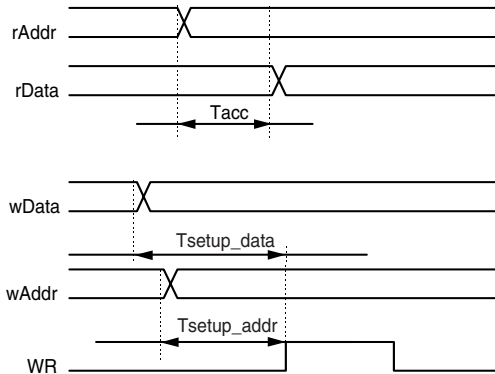 rAddr
rData
Tacc
wData
Tsetup_data
wAddr
Tsetup_addr
WR